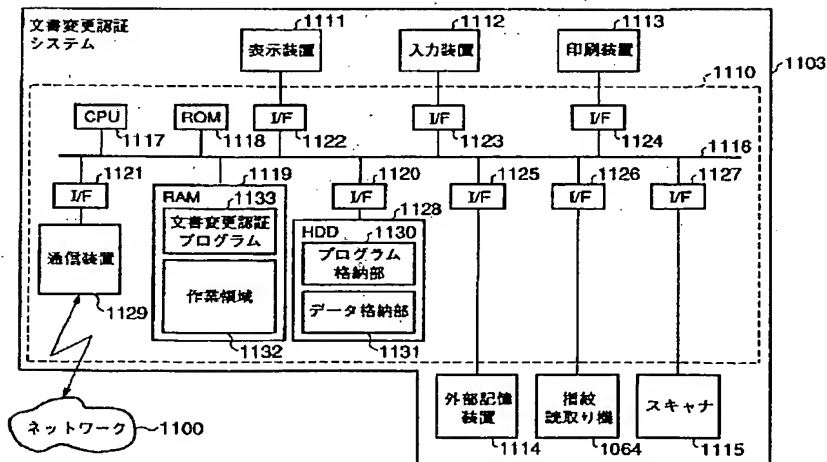 文書変更認証
システム
1111
1112
1113
表示装置
入力装置
印刷装置
1103
1110
CPU
ROM
I/F
I/F
I/F
1117
1118
1122
1123
1124
1116
1121
1119
1120
1125
1126
1127
I/F
RAM
1133
I/F
I/F
I/F
I/F
文書変更認証
プログラム
1128
HDD
1130
通信装置
プログラム
格納部
作業領域
データ格納部
1129
1132
1131
外部記憶
装置
指紋
読取り機
スキャナ
ネットワーク
1100
1114
1064
1115